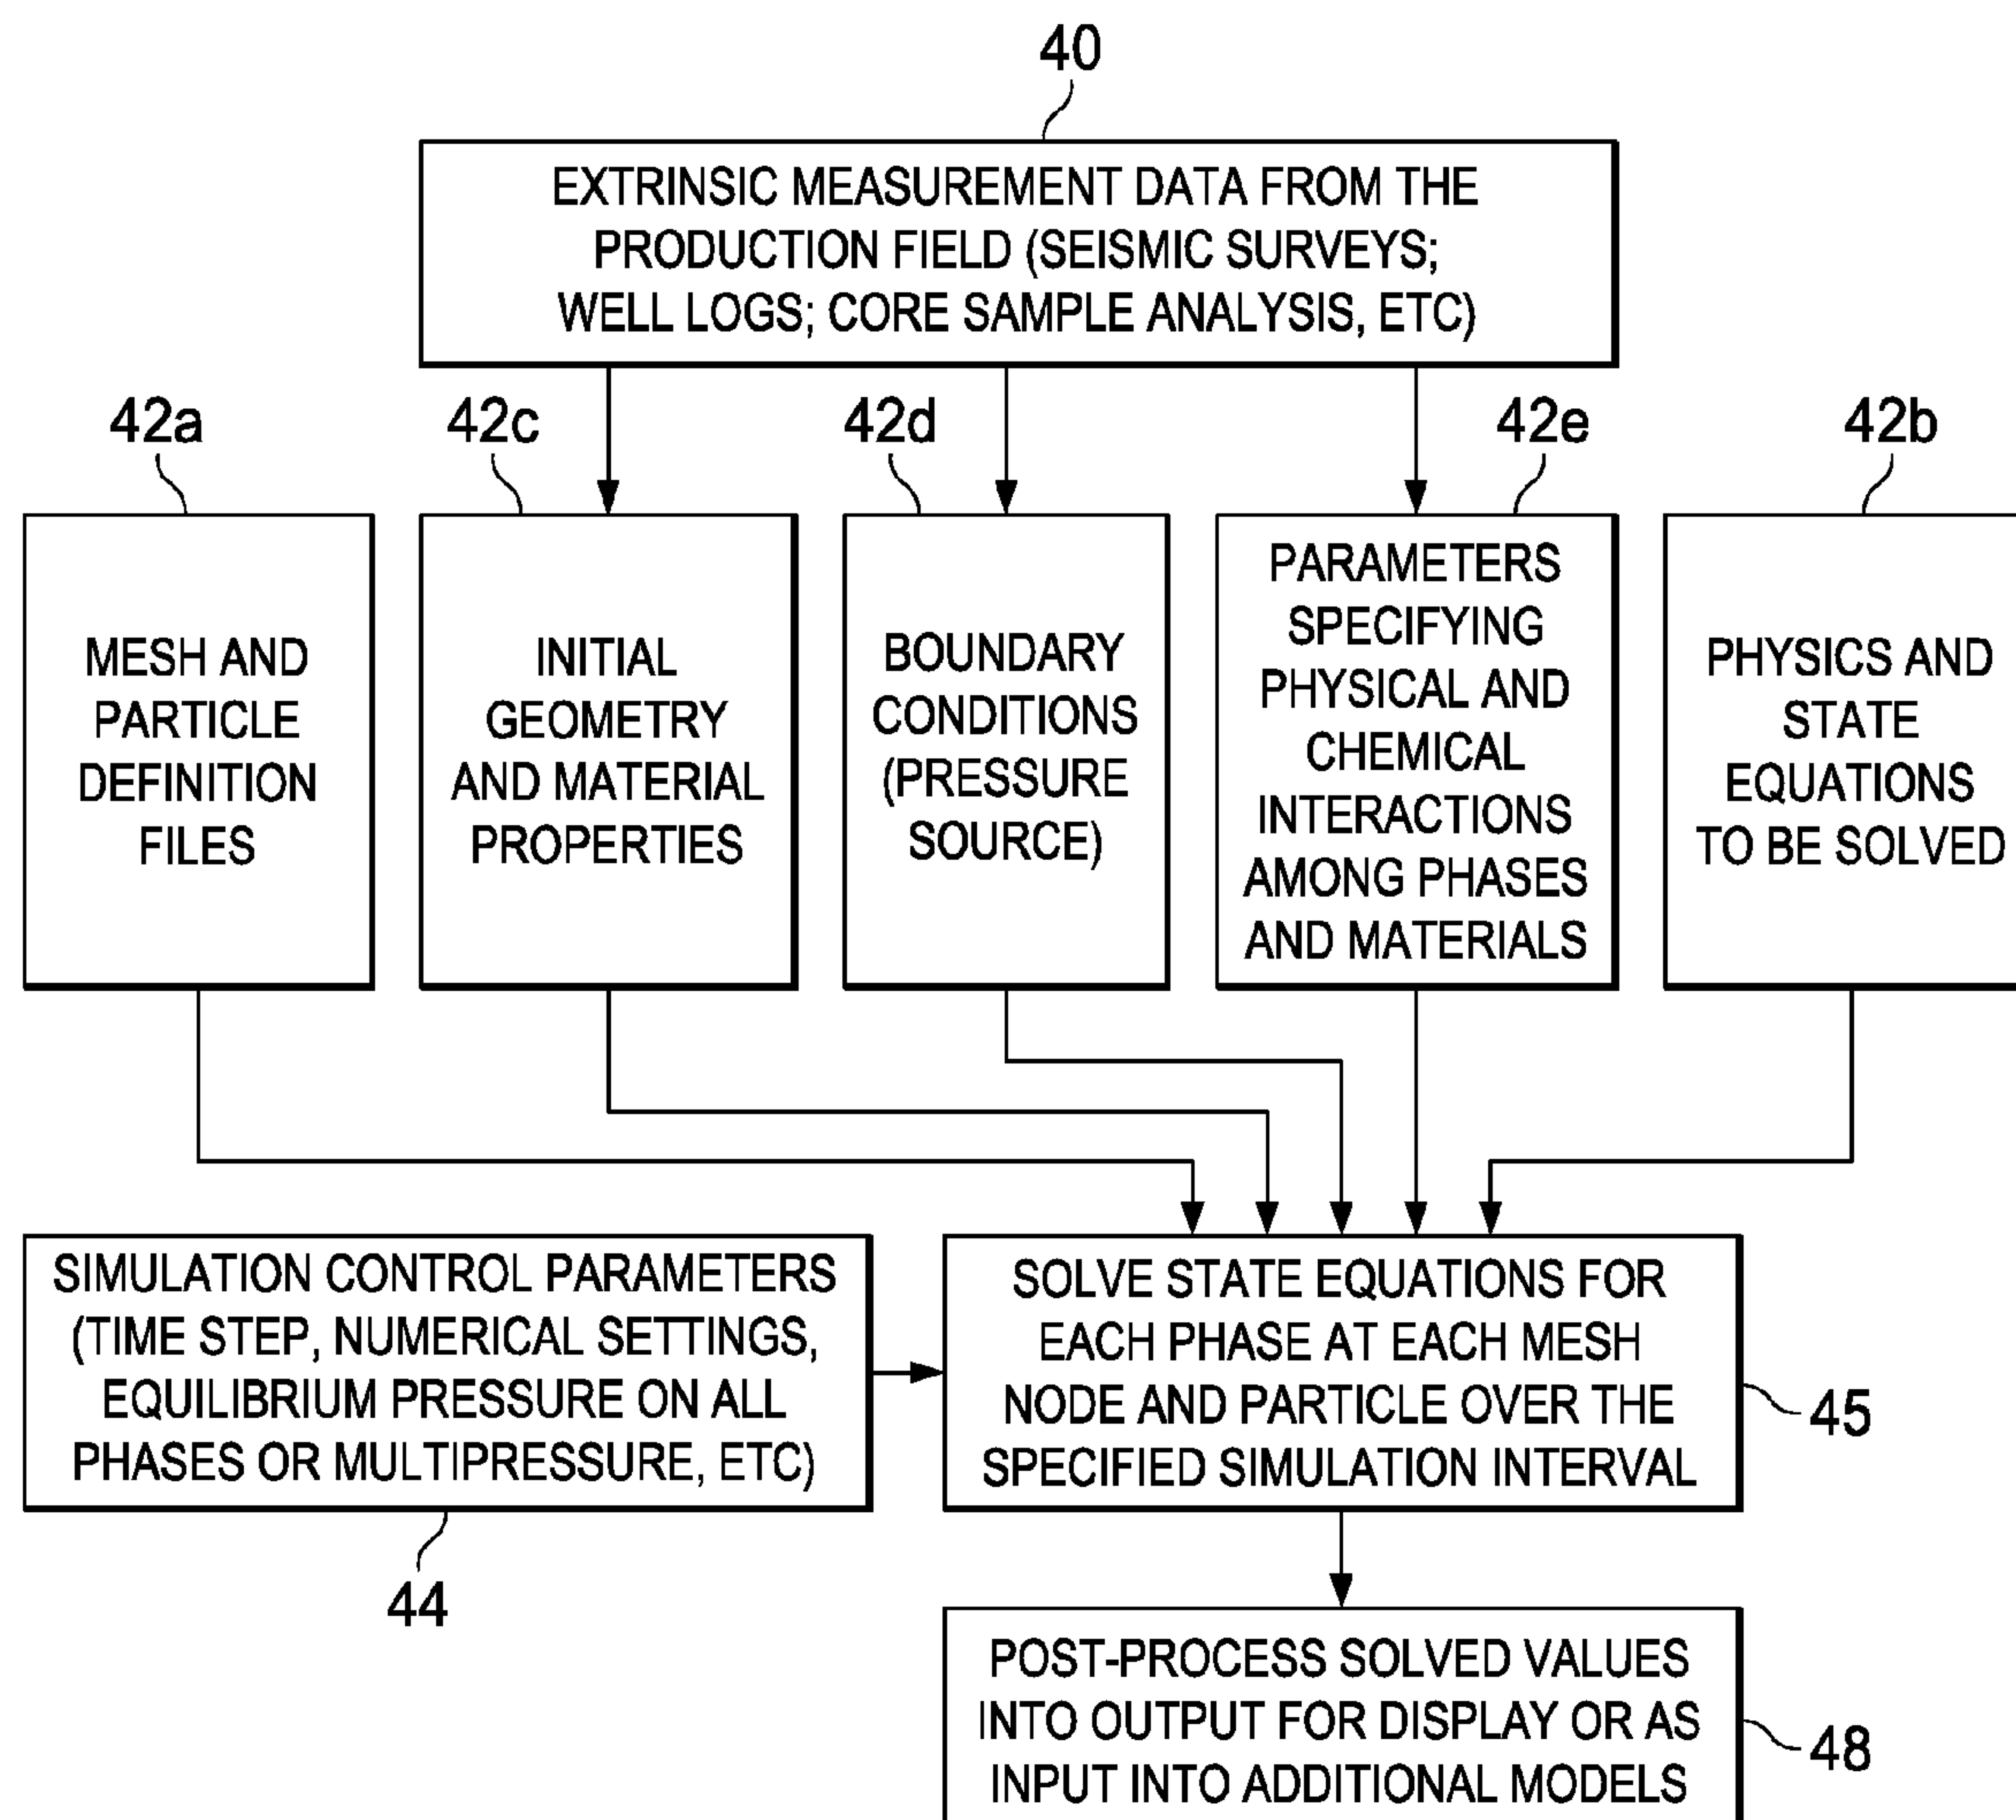 40
EXTRINSIC MEASUREMENT DATA FROM THE
PRODUCTION FIELD (SEISMIC SURVEYS;
WELL LOGS; CORE SAMPLE ANALYSIS, ETC)
42a
42c
42d
42e
42b
MESH AND
PARTICLE
DEFINITION
FILES
INITIAL
GEOMETRY
AND MATERIAL
PROPERTIES
BOUNDARY
CONDITIONS
(PRESSURE
SOURCE)
PARAMETERS
SPECIFYING
PHYSICAL AND
CHEMICAL
INTERACTIONS
AMONG PHASES
AND MATERIALS
PHYSICS AND
STATE
EQUATIONS
TO BE SOLVED
SIMULATION CONTROL PARAMETERS
(TIME STEP, NUMERICAL SETTINGS,
EQUILIBRIUM PRESSURE ON ALL
PHASES OR MULTIPRESSURE, ETC)
44
SOLVE STATE EQUATIONS FOR
EACH PHASE AT EACH MESH
NODE AND PARTICLE OVER THE
SPECIFIED SIMULATION INTERVAL
45
POST-PROCESS SOLVED VALUES
INTO OUTPUT FOR DISPLAY OR AS
INPUT INTO ADDITIONAL MODELS
48